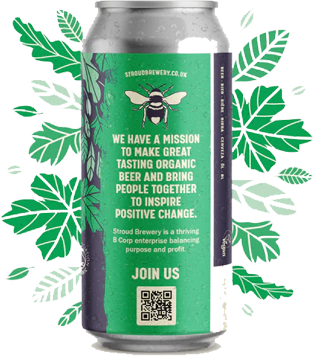 STROUDBREWERY.CO.UK
WE HAVE A MISSION
TO MAKE GREAT
TASTING ORGANIC
BEER AND BRING
PEOPLE TOGETHER
TO INSPIRE
POSITIVE CHANGE.
Stroud Brewery is a thriving
B Corp enterprise balancing
purpose and profit.
JOIN US